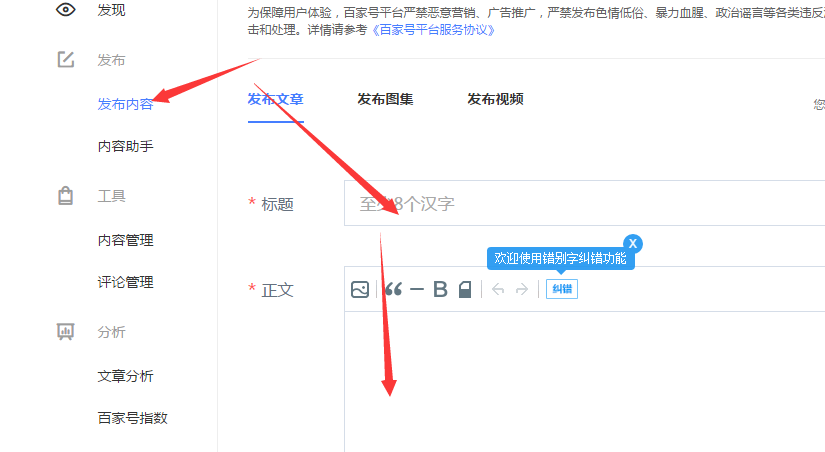 发现
为保障用户体验，百家号平台严禁恶意营销、广告推广，严禁发布色情低俗、暴力血腥、政治谣言等各类违反
击和处理。详情请参考《百家号平台服务协议》
发布
发布内容
内容助手
工具
内容管理
评论管理
分析
文章分析
百家号指数
发布文章 发布图集 发布视频
您
* 标题
至少8个汉字
X
欢迎使用错别字纠错功能
* 正文
B
纠错